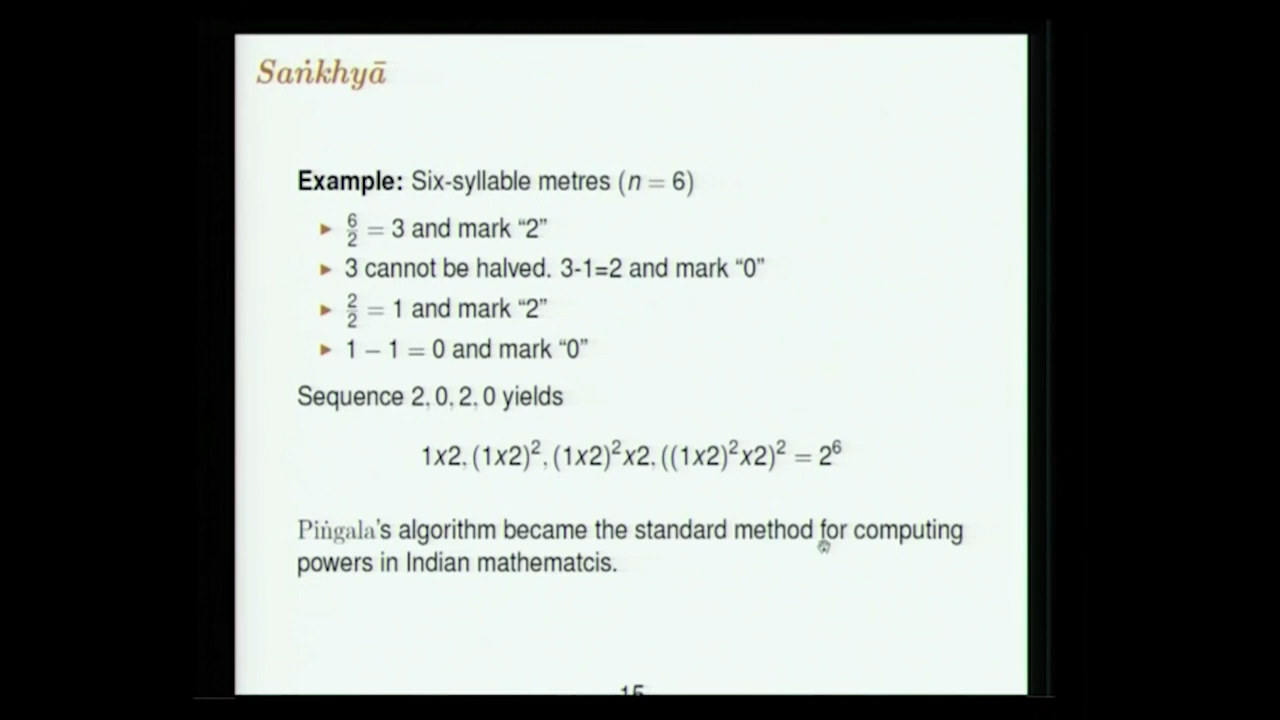 Saṅkhyā
Example: Six-syllable metres (n = 6)
► 6/2 = 3 and mark “2”
► 3 cannot be halved. 3-1=2 and mark “0”
► 2/2 = 1 and mark “2”
► 1 − 1 = 0 and mark “0”
Sequence 2, 0, 2, 0 yields
1x2, (1x2)², (1x2)²x2, ((1x2)²x2)² = 2⁶
Piṅgala’s algorithm became the standard method for computing
powers in Indian mathematcis.
15